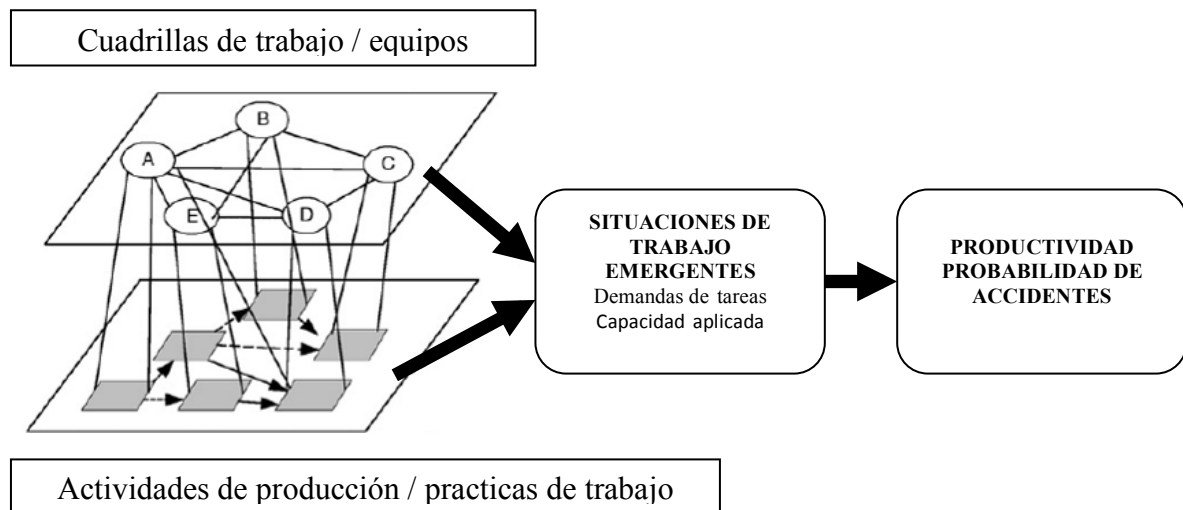 Cuadrillas de trabajo / equipos
B
A
C
E
D
SITUACIONES DE
TRABAJO
EMERGENTES
Demandas de tareas
Capacidad aplicada
PRODUCTIVIDAD
PROBABILIDAD DE
ACCIDENTES
Actividades de producción / practicas de trabajo